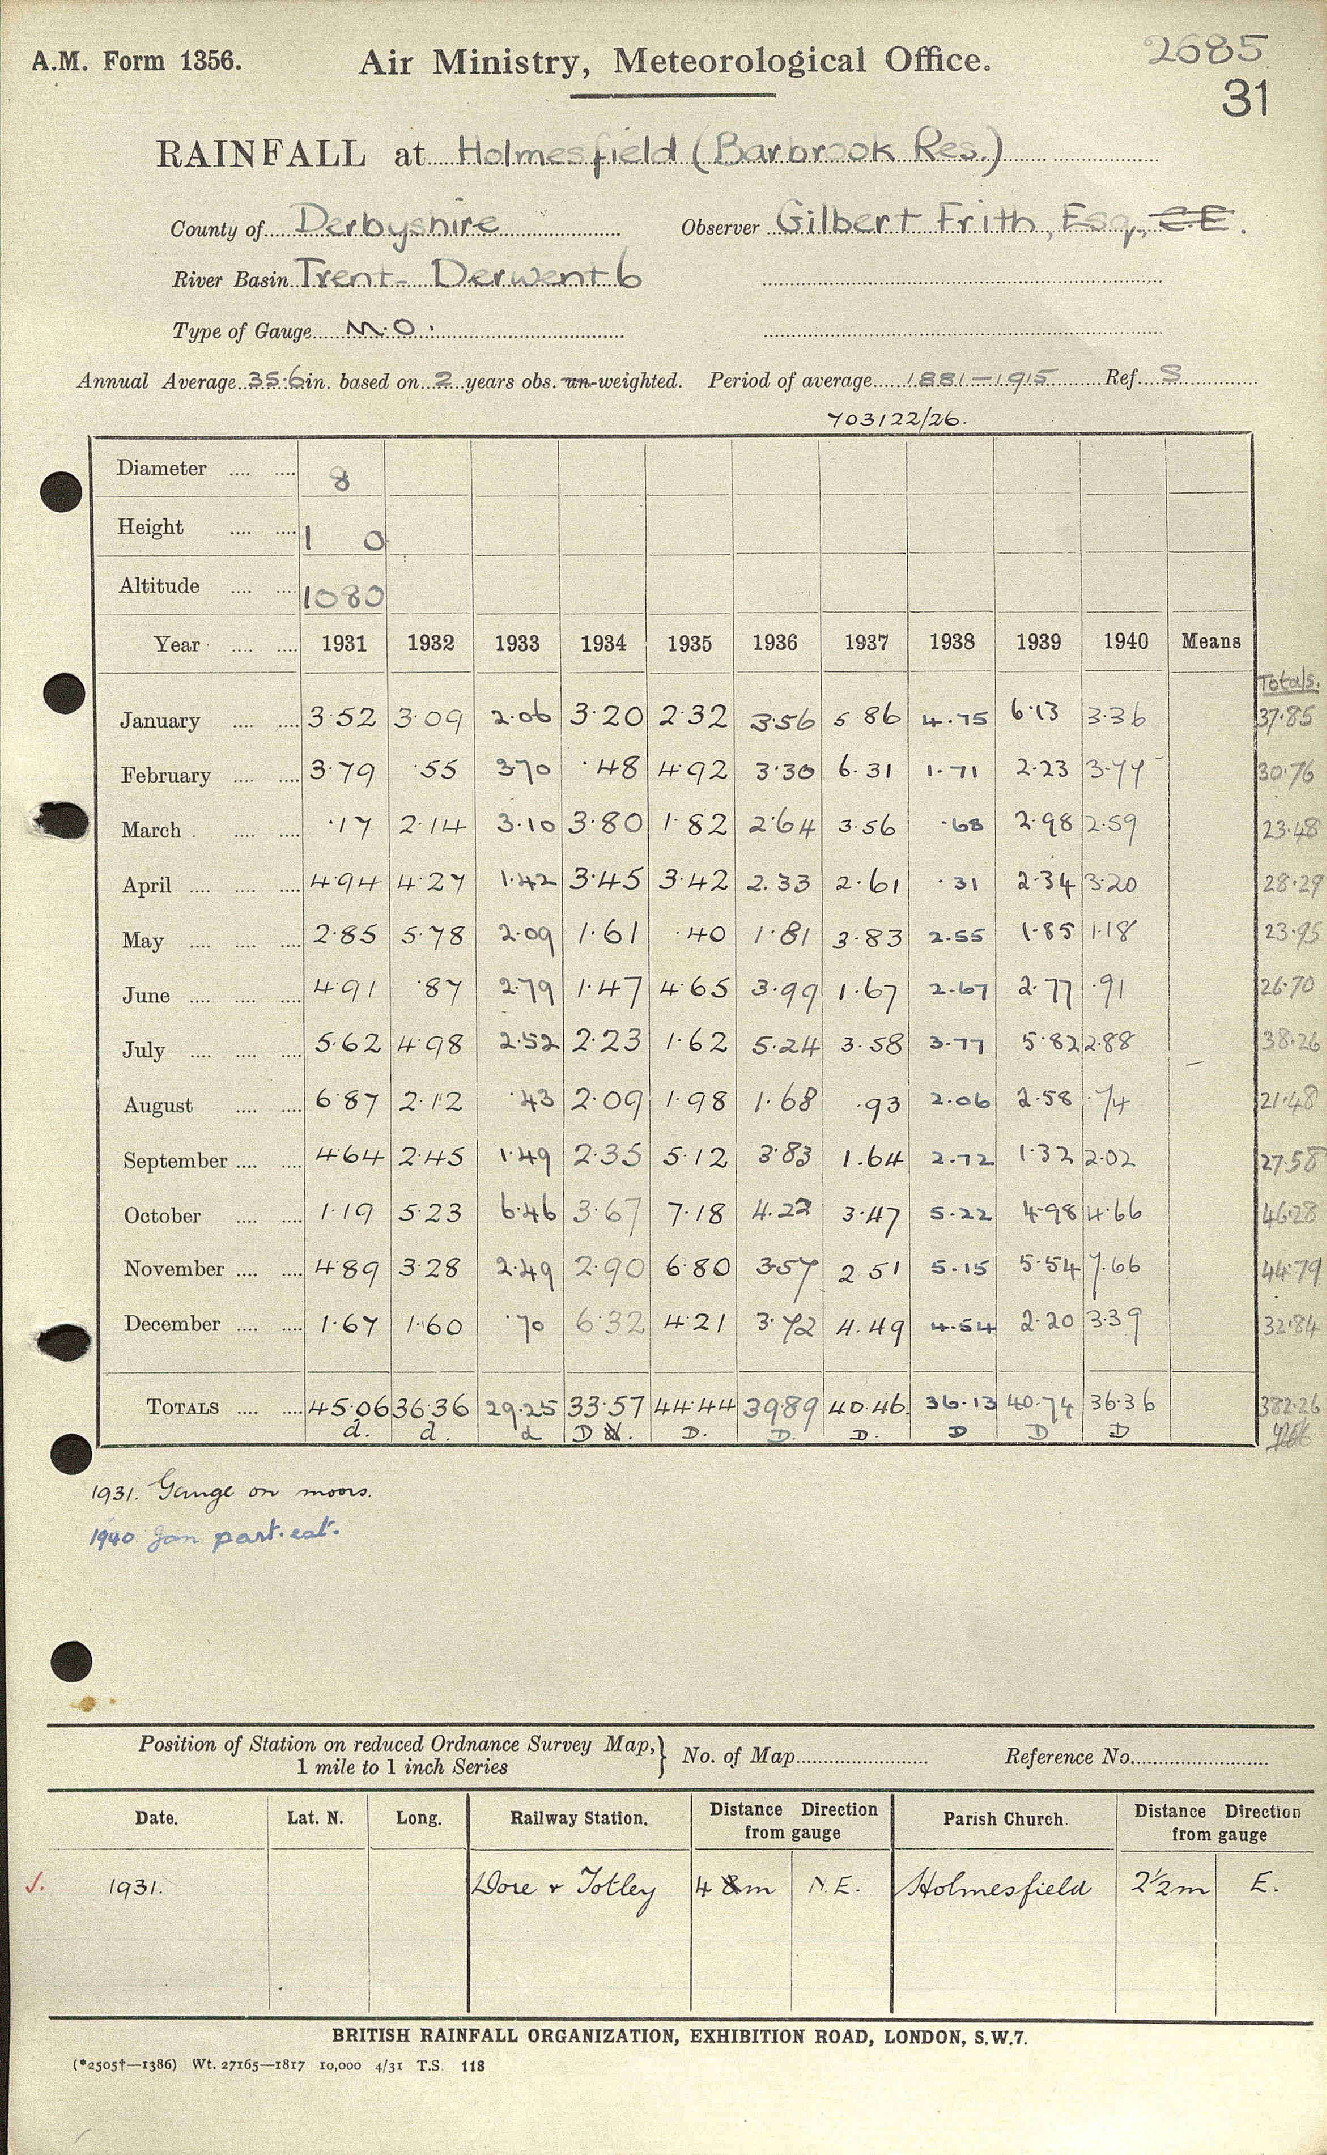 2685
A.M. Form 1356. Air Ministry, Meteorological Office.
31
RAINFALL at Holmesfield (Barbrook Res.)
County of Derbyshire Observer Gilbert Frith, Esq., C.E.
River Basin Trent - Derwent 6
Type of Gauge M.O.
Annual Average 35.6 in. based on 2 years obs. un-weighted. Period of average 1881-1915 Ref. S
703122/26.
Diameter .... .... 8
Height .... .... 1 0
Altitude .... .... 1080
Year .... .... 1931 1932 1933 1934 1935 1936 1937 1938 1939 1940 Means
Totals.
January .... .... 3.52 3.09 2.06 3.20 2.32 3.56 5.86 4.75 6.13 3.36 37.85
February .... .... 3.79 .55 3.70 .48 4.92 3.30 6.31 1.71 2.23 3.77 30.76
March .... .... .17 2.14 3.10 3.80 1.82 2.64 3.56 .68 2.98 2.59 23.48
April .... .... .... 4.94 4.27 1.42 3.45 3.42 2.33 2.61 .31 2.34 3.20 28.29
May .... .... .... 2.85 5.78 2.09 1.61 .40 1.81 3.83 2.55 1.85 1.18 23.95
June .... .... .... 4.91 .87 2.79 1.47 4.65 3.99 1.67 2.67 2.77 .91 26.70
July .... .... .... 5.62 4.98 2.52 2.23 1.62 5.24 3.58 3.77 5.82 2.88 38.26
August .... .... 6.87 2.12 .43 2.09 1.98 1.68 .93 2.06 2.58 .74 21.48
September .... .... 4.64 2.45 1.49 2.35 5.12 3.83 1.64 2.72 1.32 2.02 27.58
October .... .... 1.19 5.23 6.46 3.67 7.18 4.22 3.47 5.22 4.98 4.66 46.28
November .... .... 4.89 3.28 2.49 2.90 6.80 3.57 2.51 5.15 5.54 7.66 44.79
December .... .... 1.67 1.60 .70 6.32 4.21 3.72 4.49 4.54 2.20 3.39 32.84
TOTALS .... .... 45.06 36.36 29.25 33.57 44.44 39.89 40.46 36.13 40.74 36.36 382.26
d. d. d D D. D. D. D D D
1931. Gauge on moors.
1940 Jan part. est.
Position of Station on reduced Ordnance Survey Map, } No. of Map Reference No.
1 mile to 1 inch Series
Date. Lat. N. Long. Railway Station. Distance Direction from gauge Parish Church. Distance Direction from gauge
1931. Dore & Totley 4 m N.E. Holmesfield 2½m E.
BRITISH RAINFALL ORGANIZATION, EXHIBITION ROAD, LONDON, S.W.7.
(*2505†—1386) Wt. 27165—1817 10,000 4/31 T.S. 118